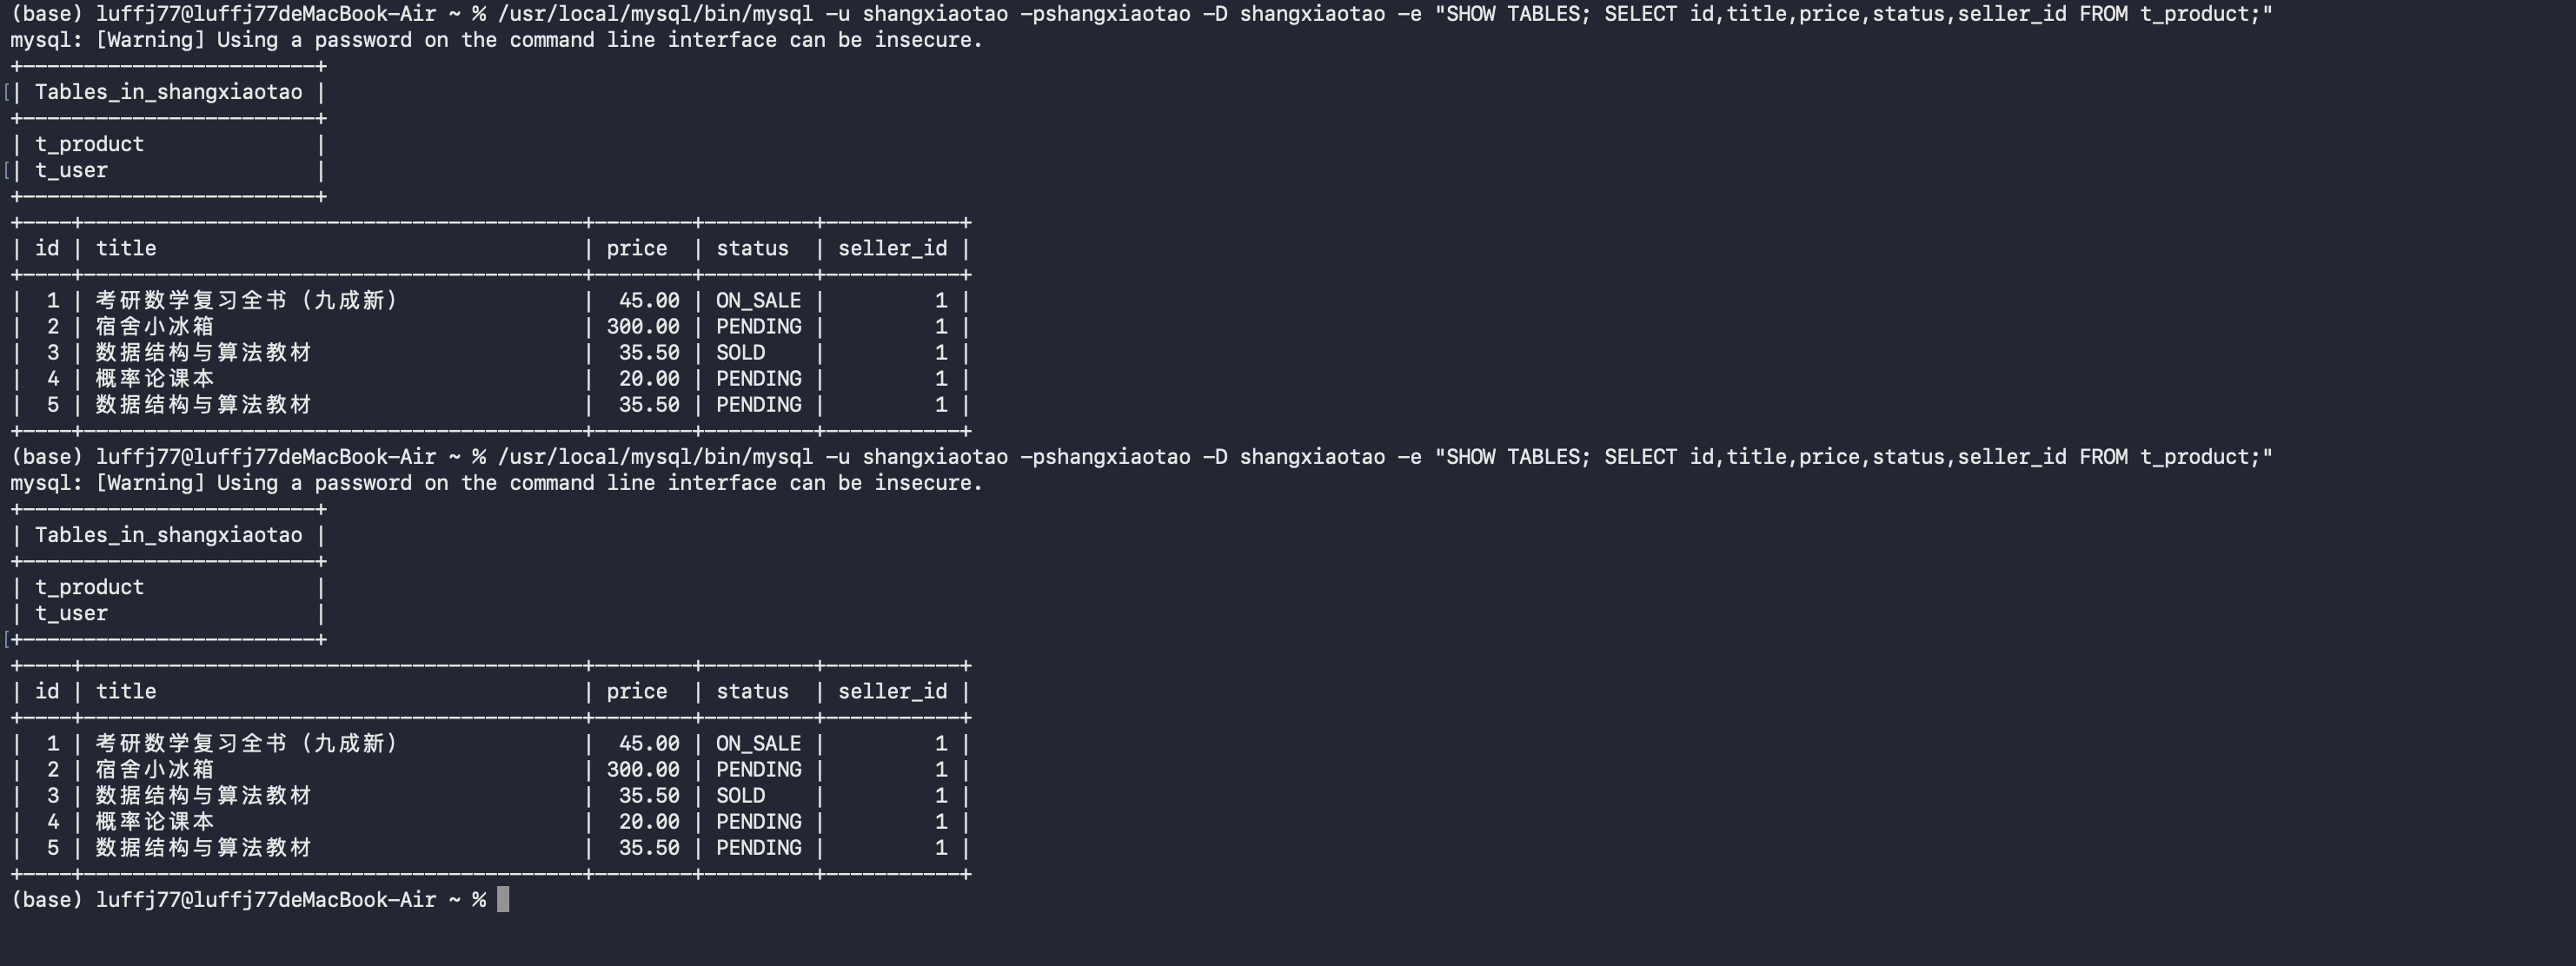 (base) luffj77@luffj77deMacBook-Air ~ % /usr/local/mysql/bin/mysql -u shangxiaotao -pshangxiaotao -D shangxiaotao -e "SHOW TABLES; SELECT id,title,price,status,seller_id FROM t_product;"
mysql: [Warning] Using a password on the command line interface can be insecure.
+------------------------+
[| Tables_in_shangxiaotao |
+------------------------+
| t_product              |
[| t_user                 |
+------------------------+
+----+-----------------------------------------+--------+---------+-----------+
| id | title                                   | price  | status  | seller_id |
+----+-----------------------------------------+--------+---------+-----------+
|  1 | 考研数学复习全书（九成新）              |  45.00 | ON_SALE |         1 |
|  2 | 宿舍小冰箱                              | 300.00 | PENDING |         1 |
|  3 | 数据结构与算法教材                      |  35.50 | SOLD    |         1 |
|  4 | 概率论课本                              |  20.00 | PENDING |         1 |
|  5 | 数据结构与算法教材                      |  35.50 | PENDING |         1 |
+----+-----------------------------------------+--------+---------+-----------+
(base) luffj77@luffj77deMacBook-Air ~ % /usr/local/mysql/bin/mysql -u shangxiaotao -pshangxiaotao -D shangxiaotao -e "SHOW TABLES; SELECT id,title,price,status,seller_id FROM t_product;"
mysql: [Warning] Using a password on the command line interface can be insecure.
+------------------------+
| Tables_in_shangxiaotao |
+------------------------+
| t_product              |
| t_user                 |
[+------------------------+
+----+-----------------------------------------+--------+---------+-----------+
| id | title                                   | price  | status  | seller_id |
+----+-----------------------------------------+--------+---------+-----------+
|  1 | 考研数学复习全书（九成新）              |  45.00 | ON_SALE |         1 |
|  2 | 宿舍小冰箱                              | 300.00 | PENDING |         1 |
|  3 | 数据结构与算法教材                      |  35.50 | SOLD    |         1 |
|  4 | 概率论课本                              |  20.00 | PENDING |         1 |
|  5 | 数据结构与算法教材                      |  35.50 | PENDING |         1 |
+----+-----------------------------------------+--------+---------+-----------+
(base) luffj77@luffj77deMacBook-Air ~ %